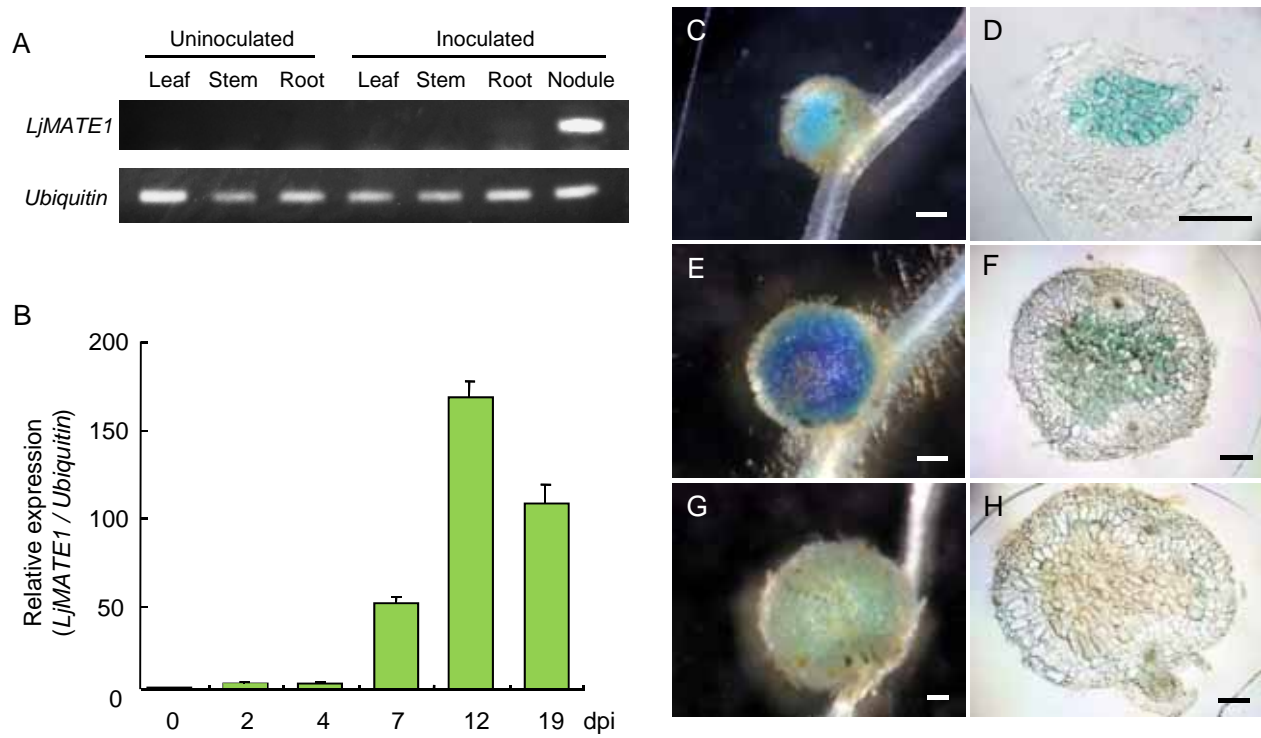 A
Uninoculated Inoculated
Leaf Stem Root Leaf Stem Root Nodule
LjMATE1
Ubiquitin
B
Relative expression
(LjMATE1 / Ubiquitin)
200
150
100
50
0
0 2 4 7 12 19 dpi
C
D
E
F
G
H